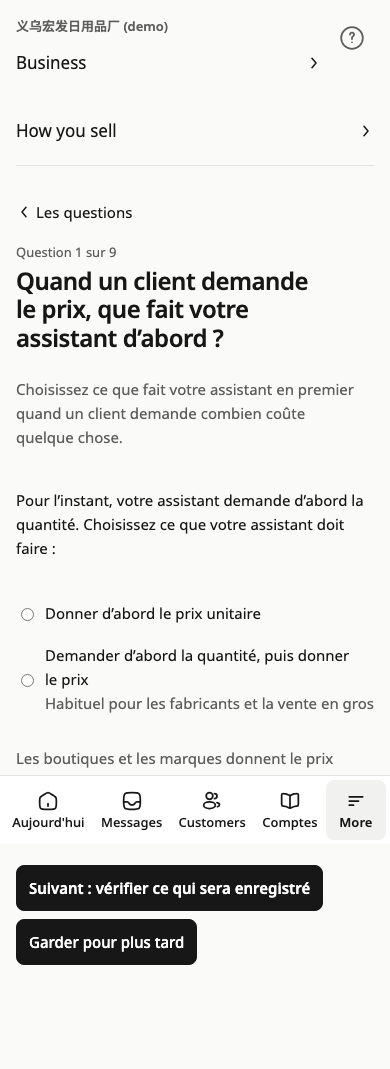 义乌宏发日用品厂 (demo)
Business
How you sell
Les questions
Question 1 sur 9
Quand un client demande
le prix, que fait votre
assistant d’abord ?
Choisissez ce que fait votre assistant en premier
quand un client demande combien coûte
quelque chose.
Pour l’instant, votre assistant demande d’abord la
quantité. Choisissez ce que votre assistant doit
faire :
Donner d’abord le prix unitaire
Demander d’abord la quantité, puis donner
le prix
Habituel pour les fabricants et la vente en gros
Les boutiques et les marques donnent le prix
Aujourd'hui Messages Customers Comptes More
Suivant : vérifier ce qui sera enregistré
Garder pour plus tard